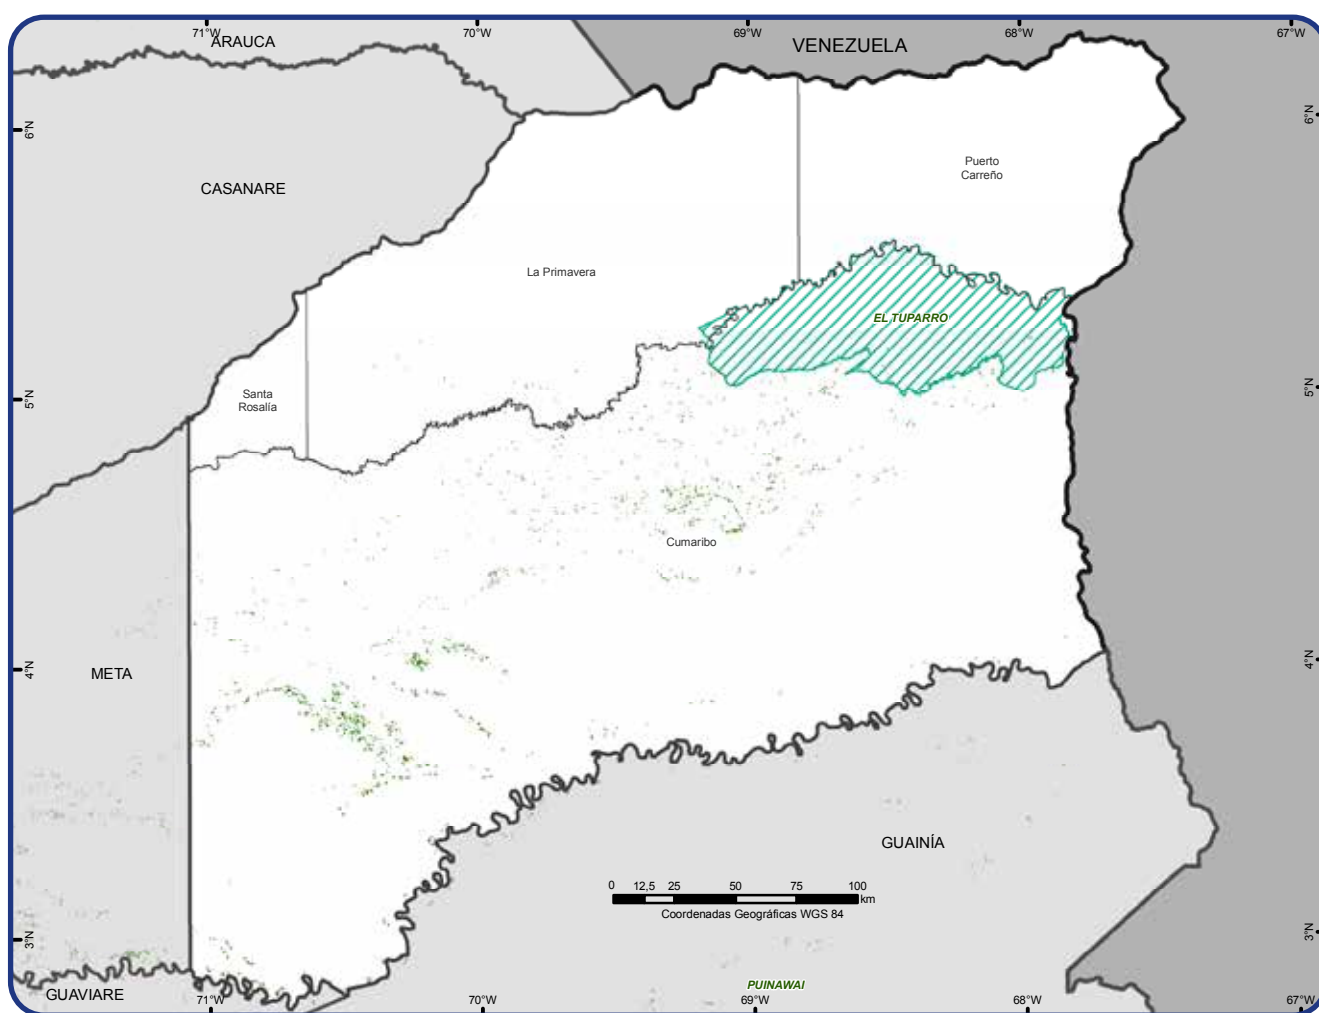 71°W
70°W
69°W
68°W
67°W
ARAUCA
VENEZUELA
6°N
6°N
Puerto
Carreño
CASANARE
La Primavera
EL TUPARRO
5°N
5°N
Santa
Rosalía
Cumaribo
4°N
4°N
META
GUAINÍA
0 12,5 25 50 75 100
km
Coordenadas Geográficas WGS 84
3°N
3°N
PUINAWAI
GUAVIARE
71°W
70°W
69°W
68°W
67°W